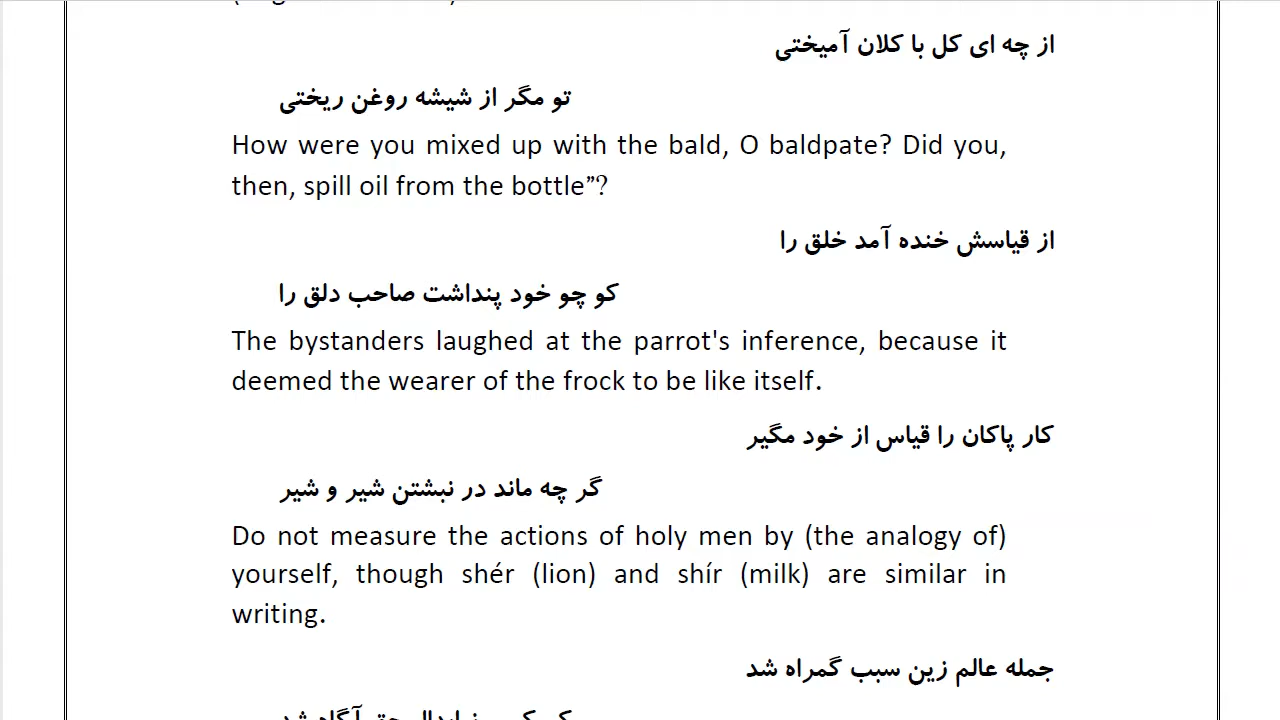 از چه ای کل با کلان آمیختی
تو مگر از شیشه روغن ریختی
How were you mixed up with the bald, O baldpate? Did you,
then, spill oil from the bottle”?
از قیاسش خنده آمد خلق را
کو چو خود پنداشت صاحب دلق را
The bystanders laughed at the parrot's inference, because it
deemed the wearer of the frock to be like itself.
کار پاکان را قیاس از خود مگیر
گر چه ماند در نبشتن شیر و شیر
Do not measure the actions of holy men by (the analogy of)
yourself, though shér (lion) and shír (milk) are similar in
writing.
جمله عالم زین سبب گمراه شد